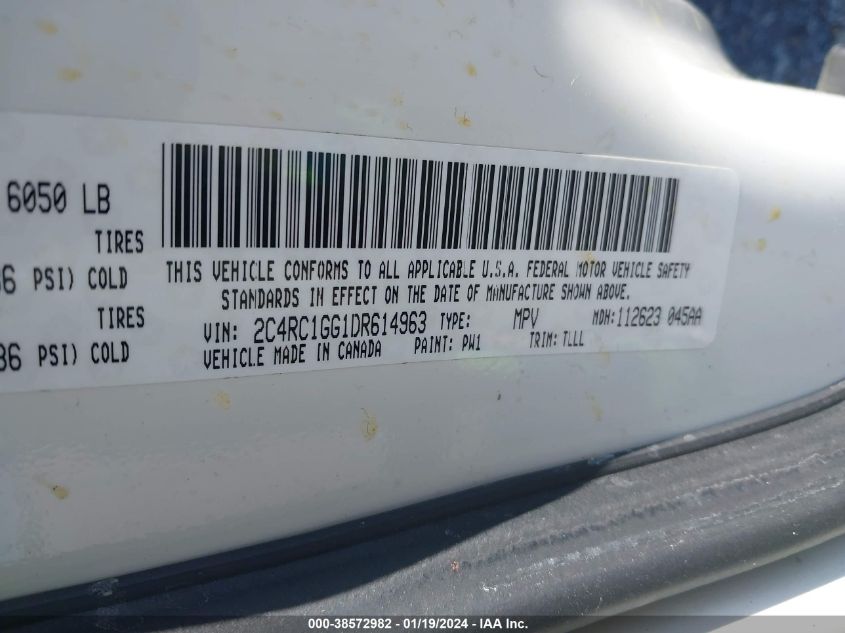 6050 LB
TIRES
36 PSI) COLD
TIRES
36 PSI) COLD
THIS VEHICLE CONFORMS TO ALL APPLICABLE U.S.A. FEDERAL MOTOR VEHICLE SAFETY
STANDARDS IN EFFECT ON THE DATE OF MANUFACTURE SHOWN ABOVE.
VIN: 2C4RC1GG1DR614963 TYPE: MPV MDH:112623 045AA
VEHICLE MADE IN CANADA PAINT: PW1 TRIM: TLLL
000-38572982 - 01/19/2024 - IAA Inc.